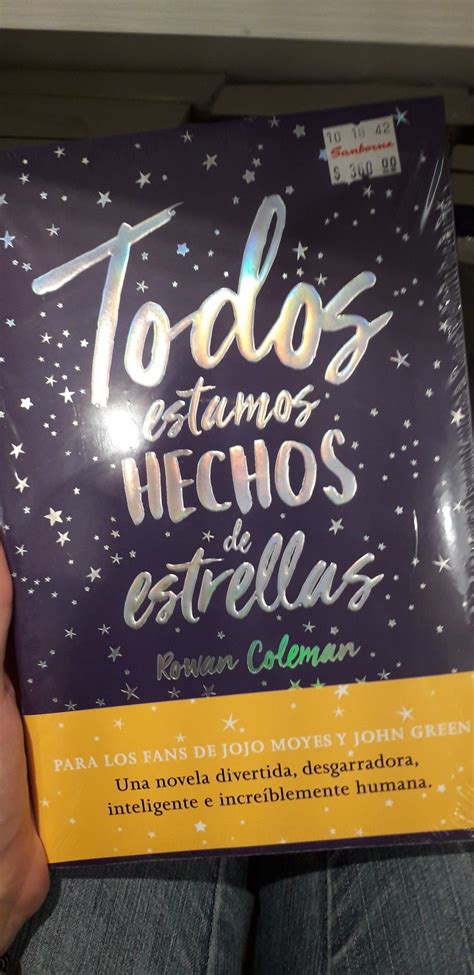 10 18 42
Sanborns
$ 360.00
Todos
estamos
HECHOS
de
estrellas
Rowan Coleman
PARA LOS FANS DE JOJO MOYES Y JOHN GREEN
Una novela divertida, desgarradora,
inteligente e increíblemente humana.